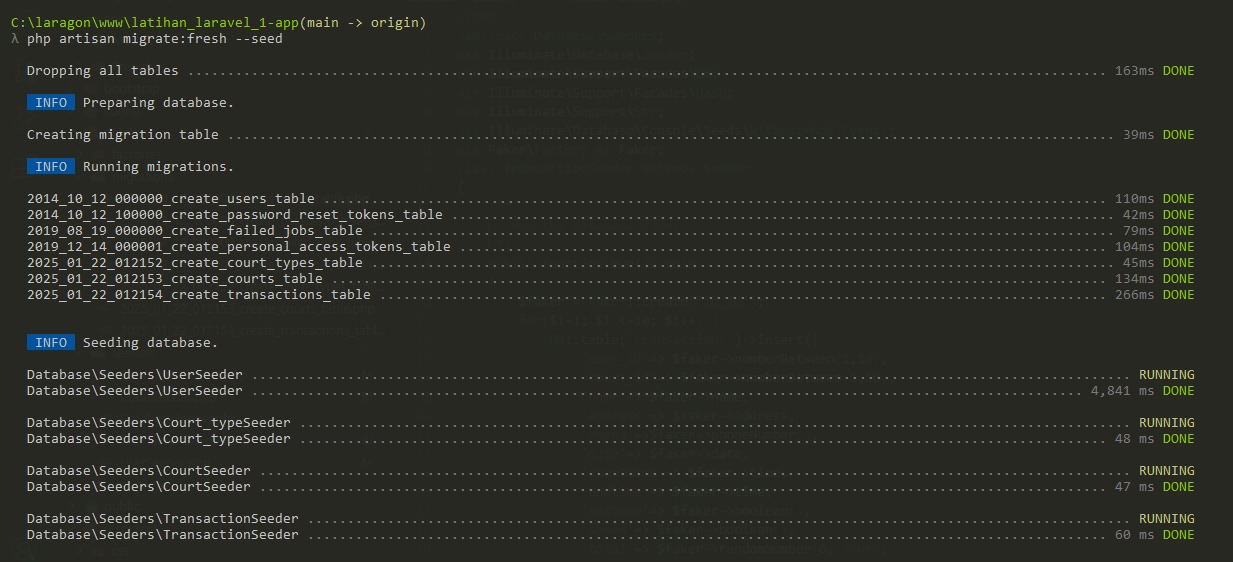 C:\laragon\www\latihan_laravel_1-app(main -> origin)
λ php artisan migrate:fresh --seed
Dropping all tables ................................................................................................................... 163ms DONE
INFO Preparing database.
Creating migration table ............................................................................................................... 39ms DONE
INFO Running migrations.
2014_10_12_000000_create_users_table ................................................................................................... 110ms DONE
2014_10_12_100000_create_password_reset_tokens_table ................................................................................... 42ms DONE
2019_08_19_000000_create_failed_jobs_table ............................................................................................. 79ms DONE
2019_12_14_000001_create_personal_access_tokens_table .................................................................................. 104ms DONE
2025_01_22_012152_create_court_types_table ............................................................................................. 45ms DONE
2025_01_22_012153_create_courts_table .................................................................................................. 134ms DONE
2025_01_22_012154_create_transactions_table ............................................................................................ 266ms DONE
INFO Seeding database.
Database\Seeders\UserSeeder .............................................................................................................. RUNNING
Database\Seeders\UserSeeder ........................................................................................................ 4,841 ms DONE
Database\Seeders\Court_typeSeeder ........................................................................................................ RUNNING
Database\Seeders\Court_typeSeeder ..................................................................................................... 48 ms DONE
Database\Seeders\CourtSeeder ............................................................................................................. RUNNING
Database\Seeders\CourtSeeder .......................................................................................................... 47 ms DONE
Database\Seeders\TransactionSeeder ....................................................................................................... RUNNING
Database\Seeders\TransactionSeeder .................................................................................................... 60 ms DONE